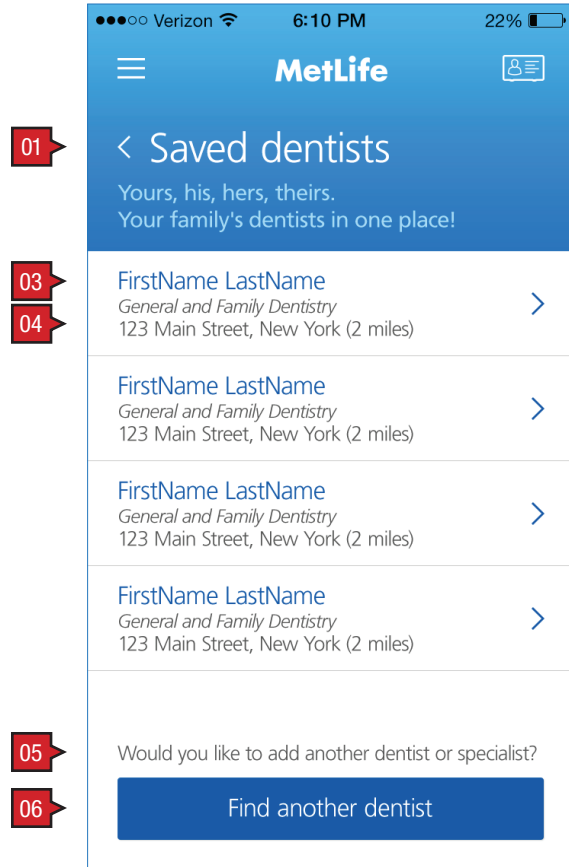 ●●●○○ Verizon 6:10 PM 22%
MetLife
01
< Saved dentists
Yours, his, hers, theirs.
Your family's dentists in one place!
03
FirstName LastName
General and Family Dentistry
04
123 Main Street, New York (2 miles)
FirstName LastName
General and Family Dentistry
123 Main Street, New York (2 miles)
FirstName LastName
General and Family Dentistry
123 Main Street, New York (2 miles)
FirstName LastName
General and Family Dentistry
123 Main Street, New York (2 miles)
05
Would you like to add another dentist or specialist?
06
Find another dentist